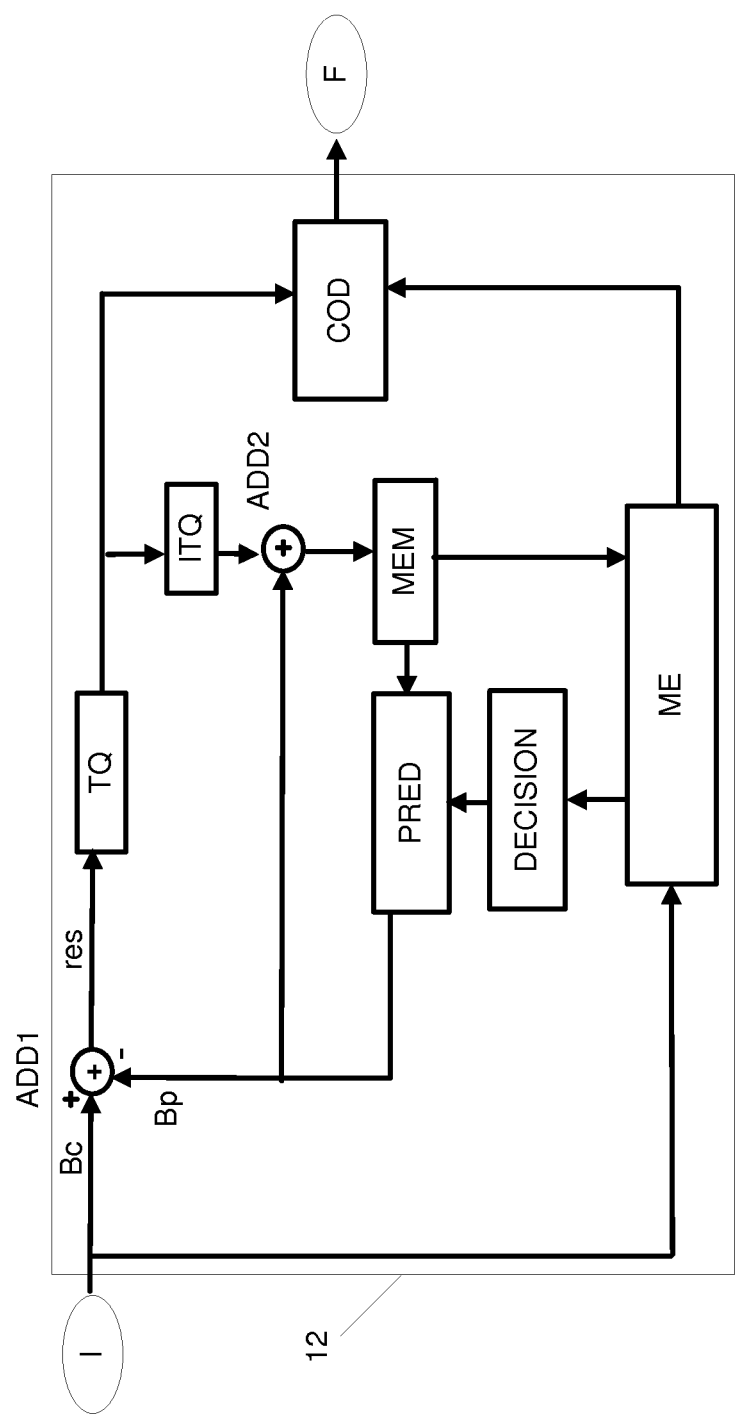 I
Bc
+
ADD1
+
-
res
TQ
Bp
ITQ
ADD2
+
PRED
MEM
DECISION
ME
COD
F
12